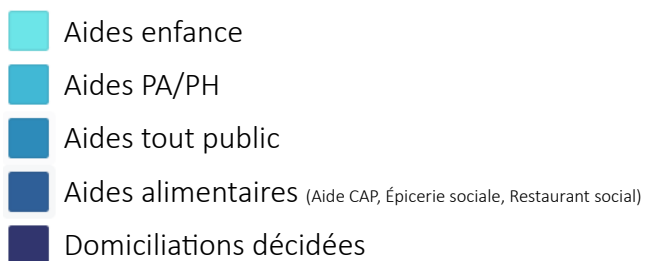 Aides enfance
Aides PA/PH
Aides tout public
Aides alimentaires (Aide CAP, Épicerie sociale, Restaurant social)
Domiciliations décidées